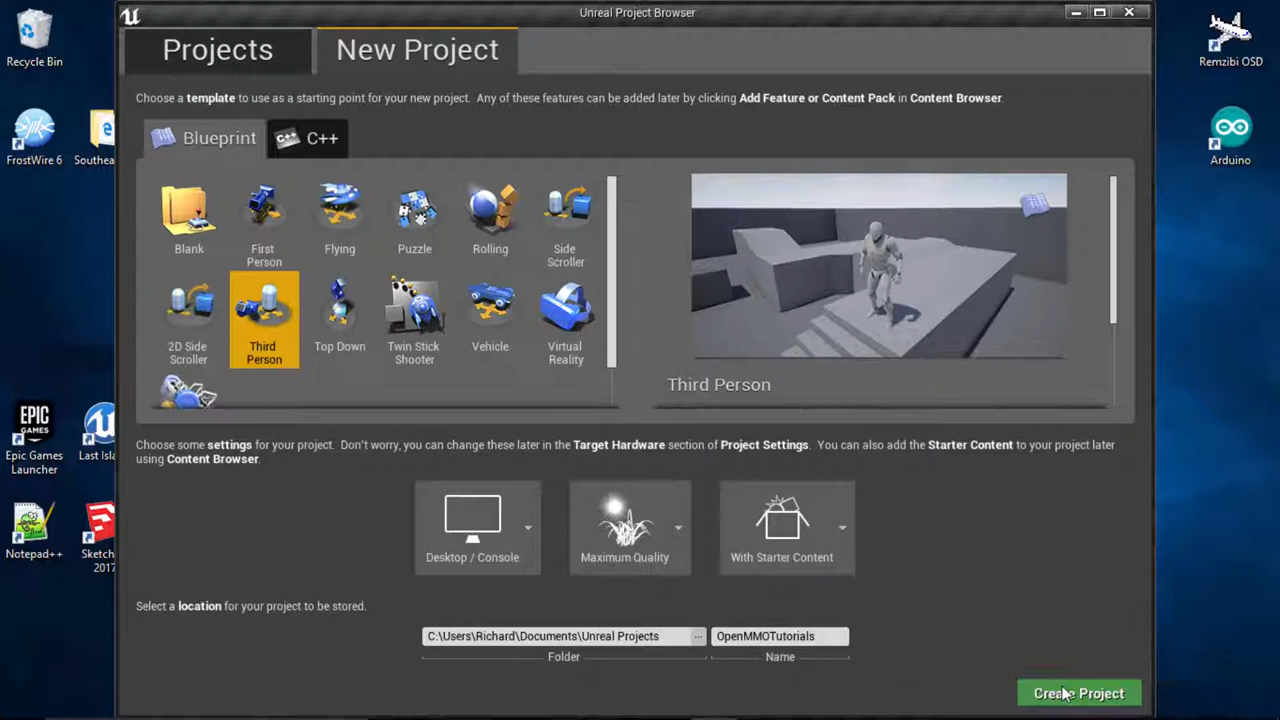 Unreal Project Browser
Recycle Bin
Remzibi OSD
Projects
New Project
Choose a template to use as a starting point for your new project. Any of these features can be added later by clicking Add Feature or Content Pack in Content Browser.
Blueprint
C++
C++
FrostWire 6
Southea
Arduino
Blank
First
Person
Flying
Puzzle
Rolling
Side
Scroller
2D Side
Scroller
Third
Person
Top Down
Twin Stick
Shooter
Vehicle
Virtual
Reality
Third Person
EPIC
GAMES
Epic Games
Launcher
Last Isl
Choose some settings for your project. Don't worry, you can change these later in the Target Hardware section of Project Settings. You can also add the Starter Content to your project later
using Content Browser.
Desktop / Console
Maximum Quality
With Starter Content
Notepad++
Sketch
2017
Select a location for your project to be stored.
C:\Users\Richard\Documents\Unreal Projects
...
OpenMMOTutorials
Folder
Name
Create Project